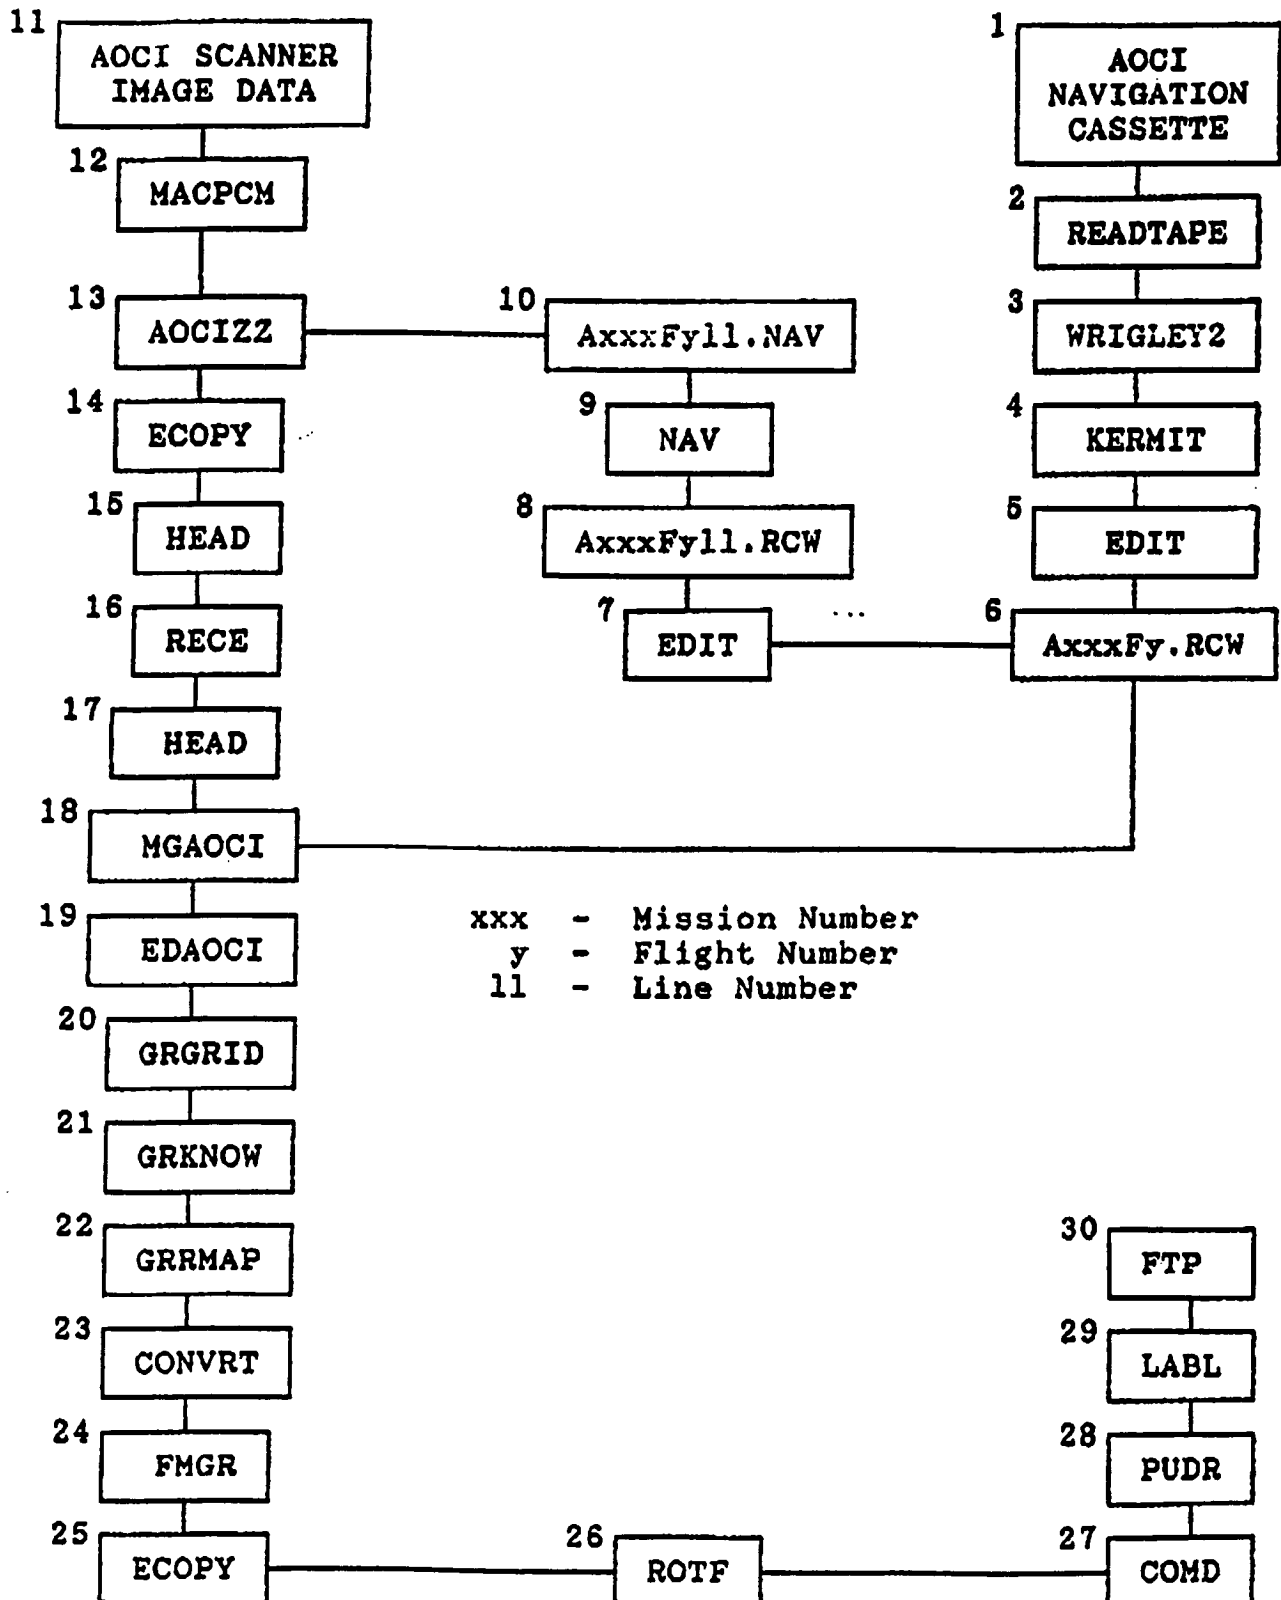 11
AOCI SCANNER
IMAGE DATA
12
MACPCM
13
AOCIZZ
14
ECOPY
15
HEAD
16
RECE
17
HEAD
18
MGAOCI
19
EDAOCI
20
GRGRID
21
GRKNOW
22
GRRMAP
23
CONVRT
24
FMGR
25
ECOPY
10
AxxxFyll.NAV
9
NAV
8
AxxxFyll.RCW
7
EDIT
1
AOCI
NAVIGATION
CASSETTE
2
READTAPE
3
WRIGLEY2
4
KERMIT
5
EDIT
6
AxxxFy.RCW
xxx - Mission Number
y - Flight Number
ll - Line Number
26
ROTF
30
FTP
29
LABL
28
PUDR
27
COMD